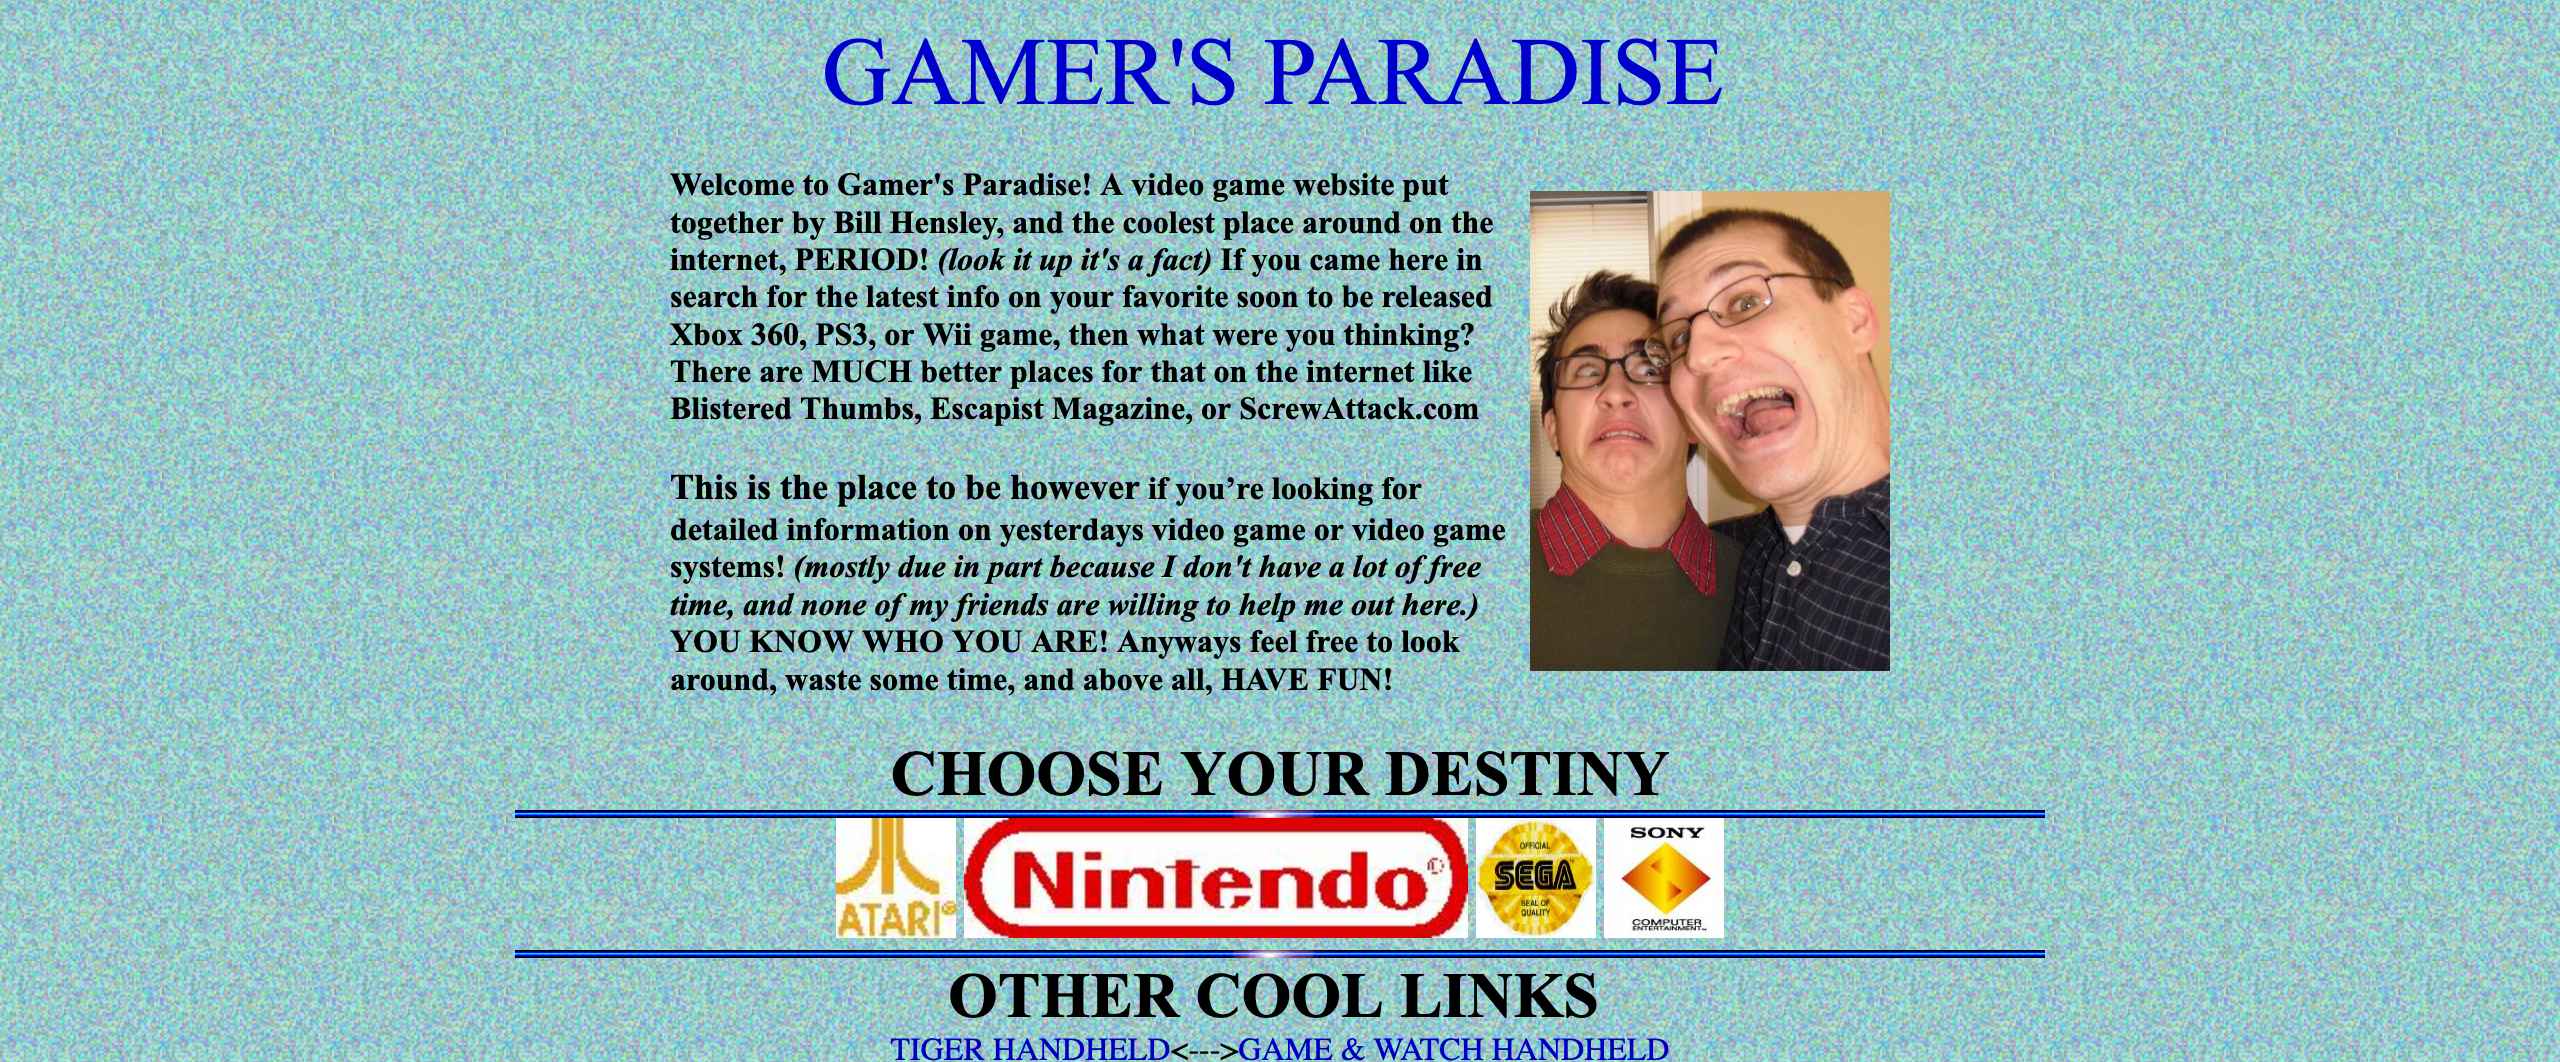 GAMER'S PARADISE
Welcome to Gamer's Paradise! A video game website put
together by Bill Hensley, and the coolest place around on the
internet, PERIOD! (look it up it's a fact) If you came here in
search for the latest info on your favorite soon to be released
Xbox 360, PS3, or Wii game, then what were you thinking?
There are MUCH better places for that on the internet like
Blistered Thumbs, Escapist Magazine, or ScrewAttack.com
This is the place to be however if you’re looking for
detailed information on yesterdays video game or video game
systems! (mostly due in part because I don't have a lot of free
time, and none of my friends are willing to help me out here.)
YOU KNOW WHO YOU ARE! Anyways feel free to look
around, waste some time, and above all, HAVE FUN!
CHOOSE YOUR DESTINY
ATARI®
Nintendo®
OFFICIAL
SEGA™
SEAL OF
QUALITY
SONY
COMPUTER
ENTERTAINMENT™
OTHER COOL LINKS
TIGER HANDHELD<--->GAME & WATCH HANDHELD